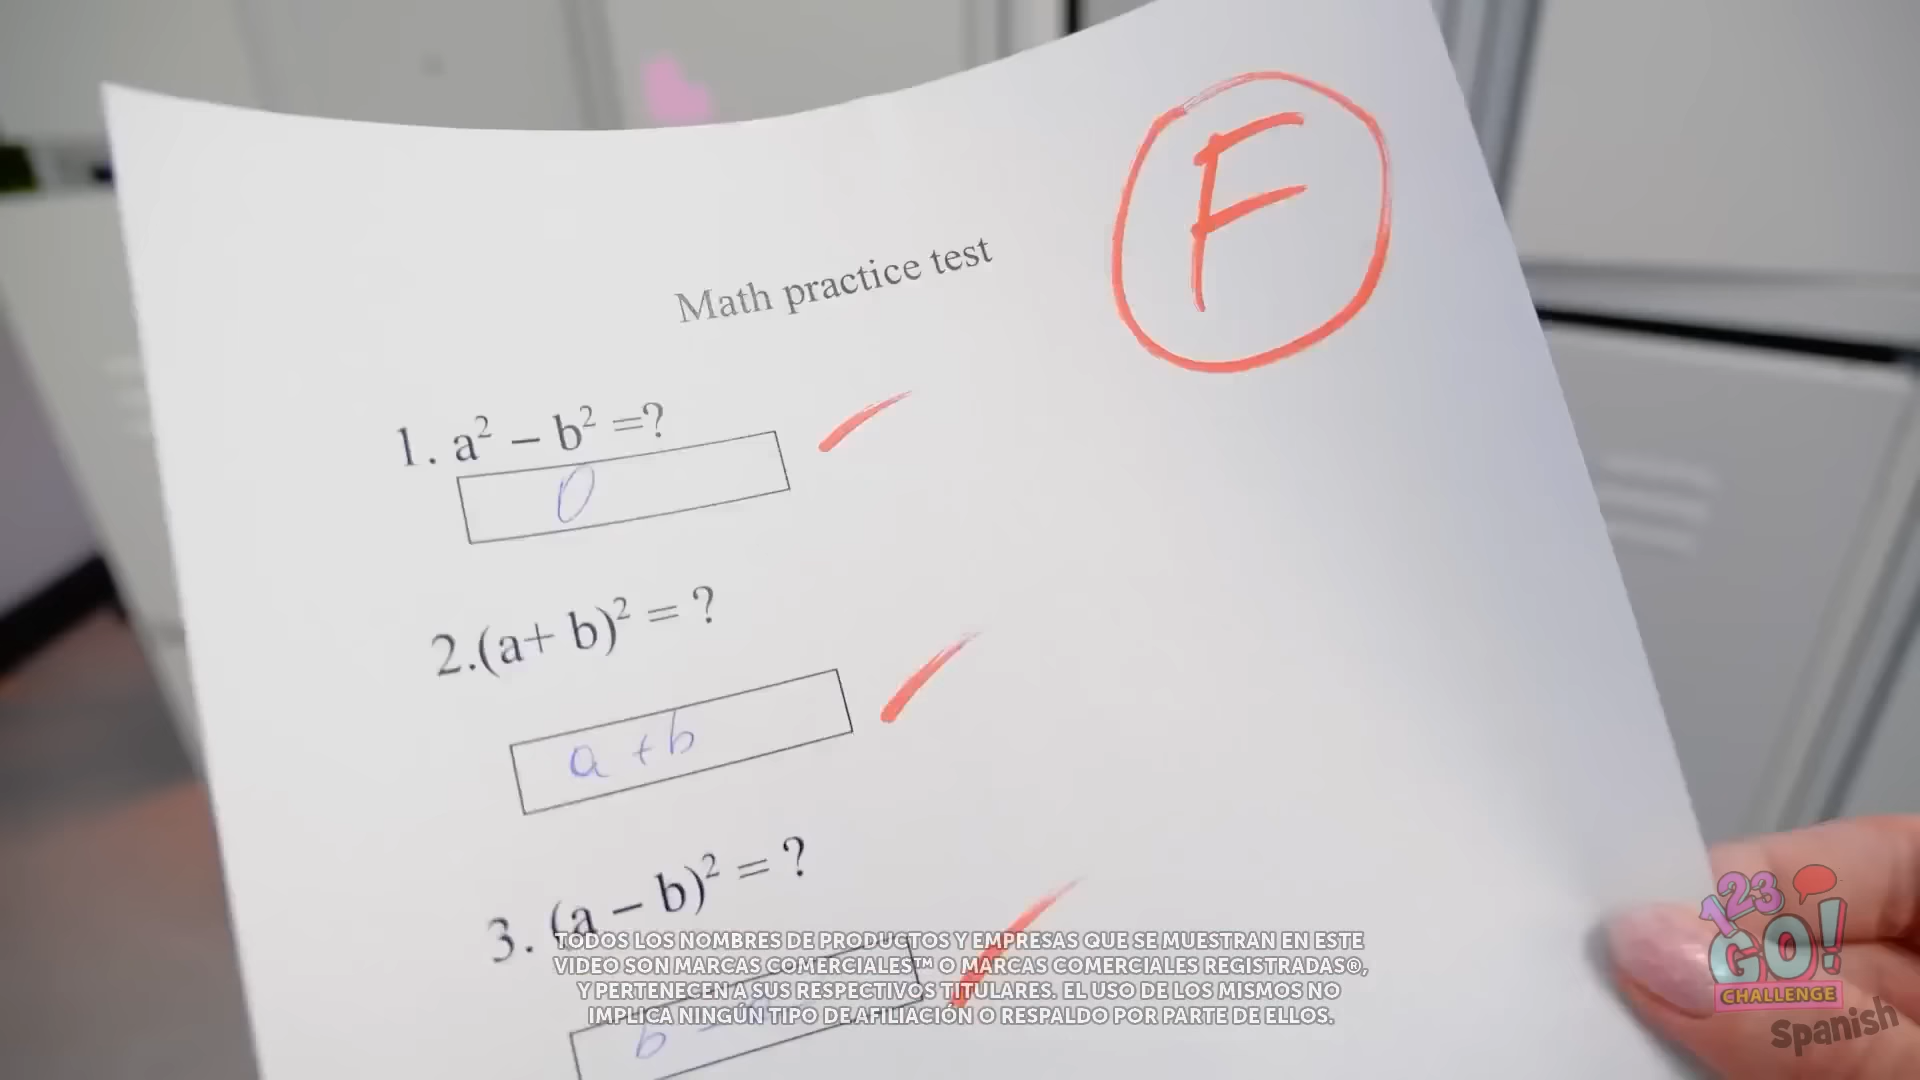 F
Math practice test
1. a² – b² =?
0
2.(a+ b)² = ?
a + b
3. (a – b)² = ?
b –
TODOS LOS NOMBRES DE PRODUCTOS Y EMPRESAS QUE SE MUESTRAN EN ESTE
VIDEO SON MARCAS COMERCIALES™ O MARCAS COMERCIALES REGISTRADAS®,
Y PERTENECEN A SUS RESPECTIVOS TITULARES. EL USO DE LOS MISMOS NO
IMPLICA NINGÚN TIPO DE AFILIACIÓN O RESPALDO POR PARTE DE ELLOS.
123
GO!
CHALLENGE
Spanish